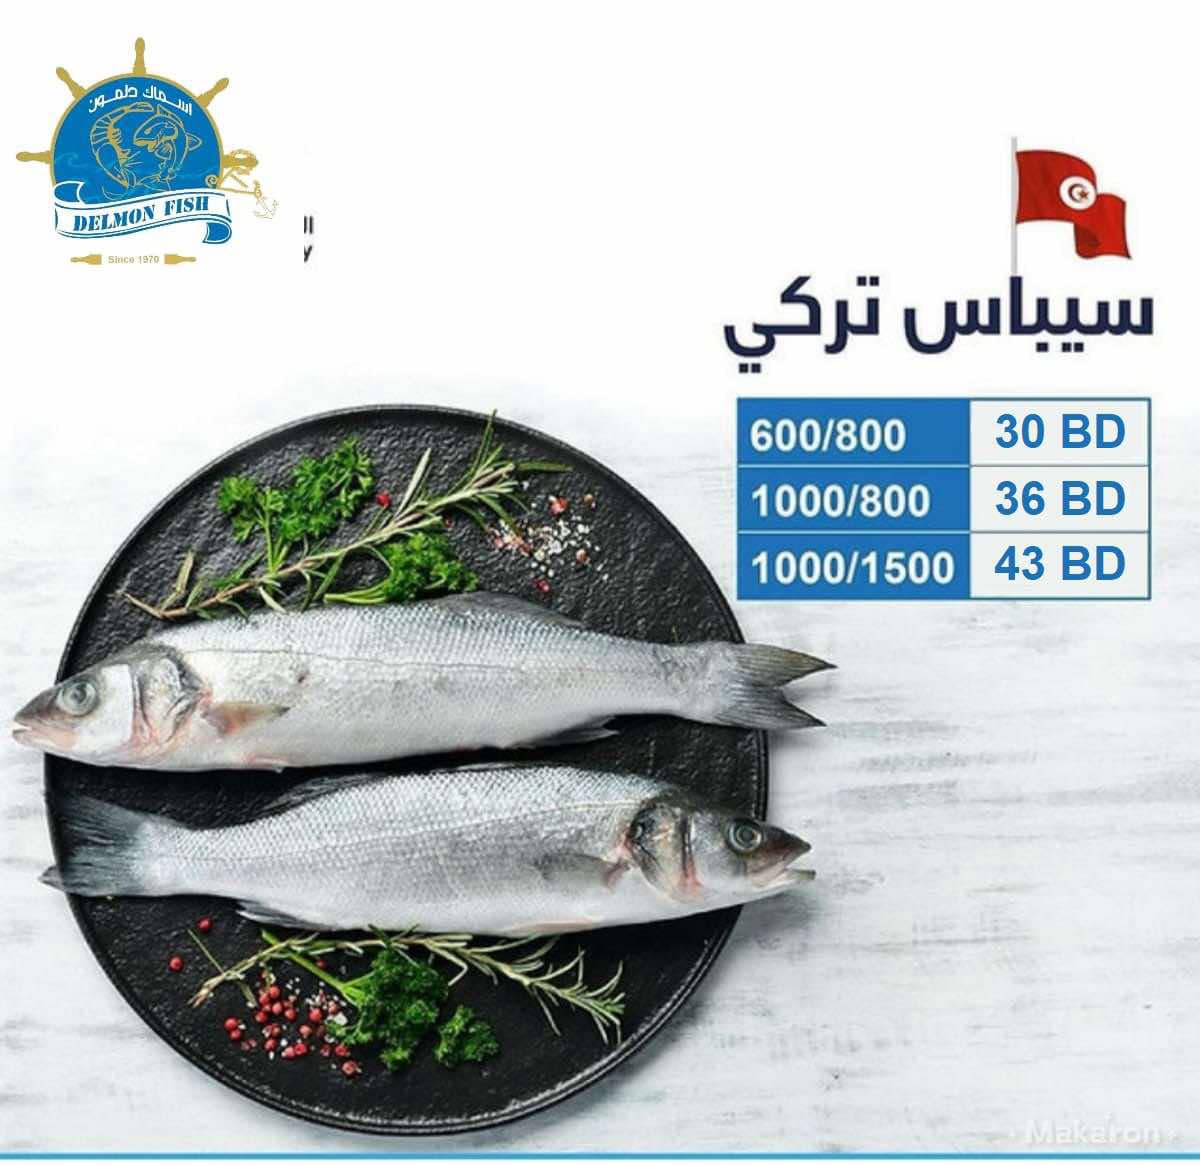 اسماك دلمون
DELMON FISH
Since 1970
سيباس تركي
600/800 30 BD
1000/800 36 BD
1000/1500 43 BD
Makaron